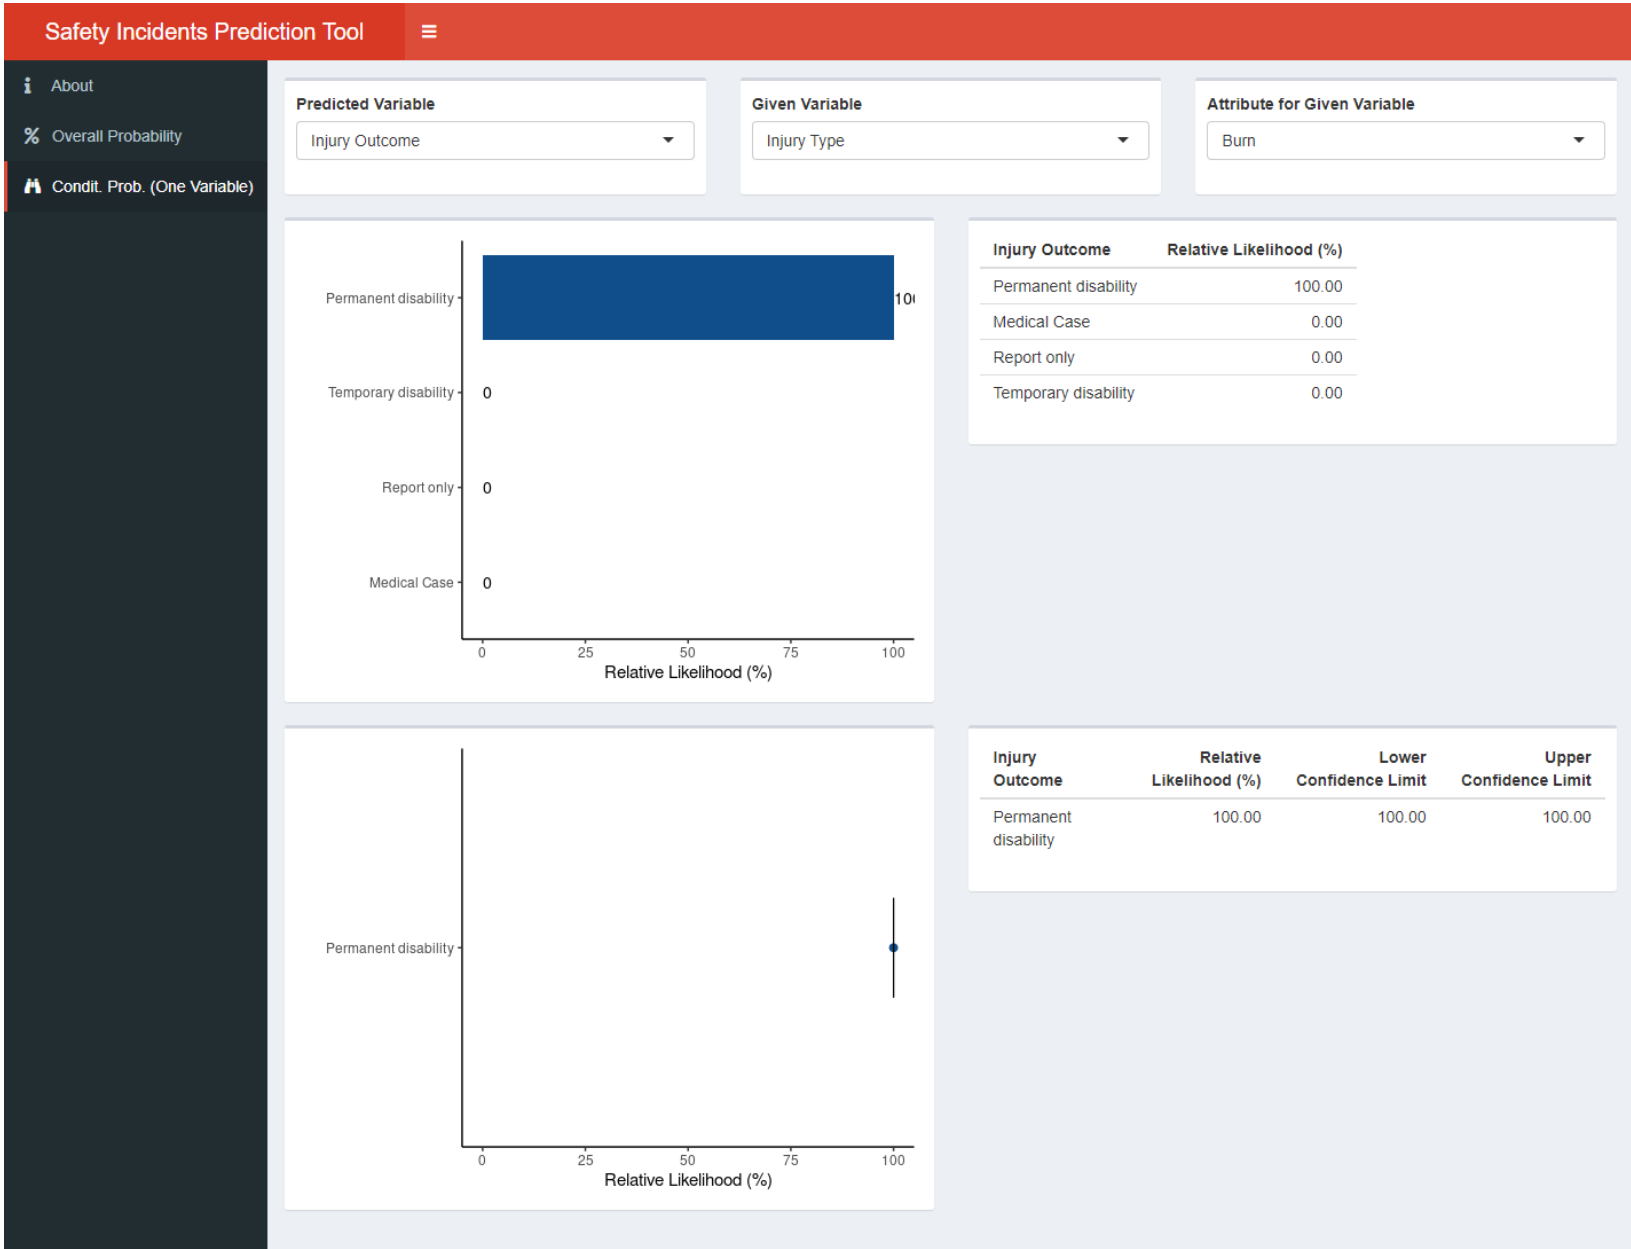 Safety Incidents Prediction Tool
About
Overall Probability
Condit. Prob. (One Variable)
Predicted Variable
Injury Outcome
Given Variable
Injury Type
Attribute for Given Variable
Burn
Permanent disability
10
Temporary disability
0
Report only
0
Medical Case
0
0 25 50 75 100
Relative Likelihood (%)
Injury Outcome Relative Likelihood (%)
Permanent disability 100.00
Medical Case 0.00
Report only 0.00
Temporary disability 0.00
Permanent disability
0 25 50 75 100
Relative Likelihood (%)
Injury Relative Lower Upper
Outcome Likelihood (%) Confidence Limit Confidence Limit
Permanent 100.00 100.00 100.00
disability